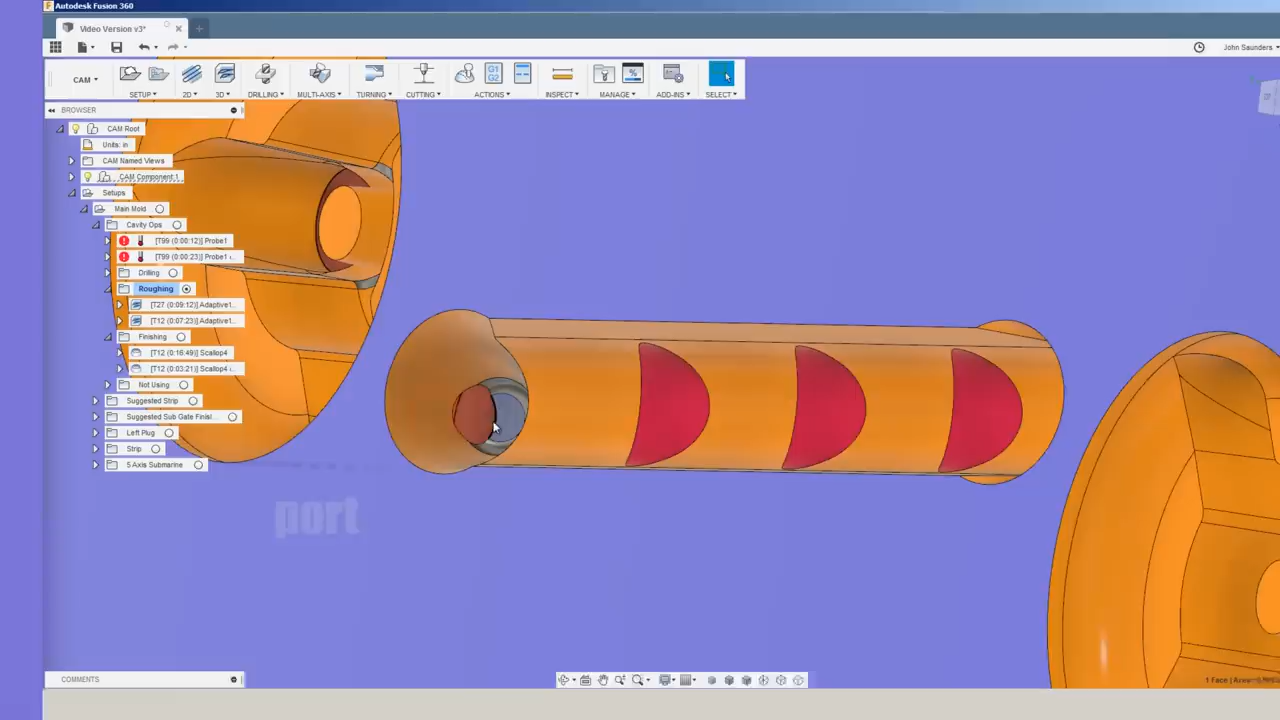 Autodesk Fusion 360
Video Version v3*
John Saunders
CAM
SETUP
2D
3D
DRILLING
MULTI-AXIS
TURNING
CUTTING
ACTIONS
INSPECT
MANAGE
ADD-INS
SELECT
G1
G2
BROWSER
CAM Root
Units: in
CAM Named Views
CAM Component:1
Setups
Main Mold
Cavity Ops
[T99 (0:00:12)] Probe1
[T99 (0:00:23)] Probe1 (..
Drilling
Roughing
[T27 (0:09:12)] Adaptive1...
[T12 (0:07:23)] Adaptive1...
Finishing
[T12 (0:16:49)] Scallop4
[T12 (0:03:21)] Scallop4 (..
Not Using
Suggested Strip
Suggested Sub Gate Finisl...
Left Plug
Strip
5 Axis Submarine
port
COMMENTS
1 Face